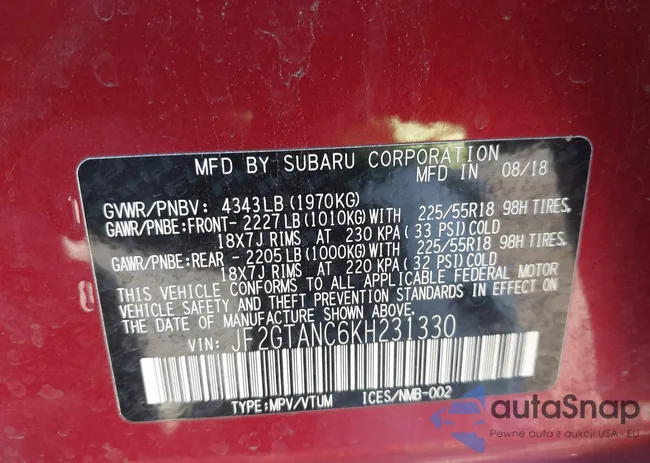 MFD BY SUBARU CORPORATION
MFD IN 08/18
GVWR/PNBV: 4343LB (1970KG)
GAWR/PNBE:FRONT- 2227LB(1010KG)WITH 225/55R18 98H TIRES,
18X7J RIMS AT 230 KPA( 33 PSI) COLD
GAWR/PNBE:REAR - 2205LB(1000KG)WITH 225/55R18 98H TIRES,
18X7J RIMS AT 220 KPA( 32 PSI) COLD
THIS VEHICLE CONFORMS TO ALL APPLICABLE FEDERAL MOTOR
VEHICLE SAFETY AND THEFT PREVENTION STANDARDS IN EFFECT ON
THE DATE OF MANUFACTURE SHOWN ABOVE.
VIN: JF2GTANC6KH231330
TYPE:MPV/VTUM ICES/NMB-002
autaSnap
Pewne auta z aukcji USA i EU